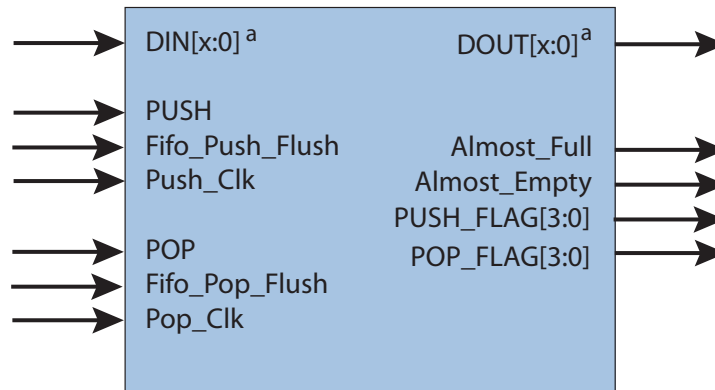 DIN[x:0] a
DOUT[x:0] a
PUSH
Fifo_Push_Flush
Push_Clk
Almost_Full
Almost_Empty
PUSH_FLAG[3:0]
POP_FLAG[3:0]
POP
Fifo_Pop_Flush
Pop_Clk